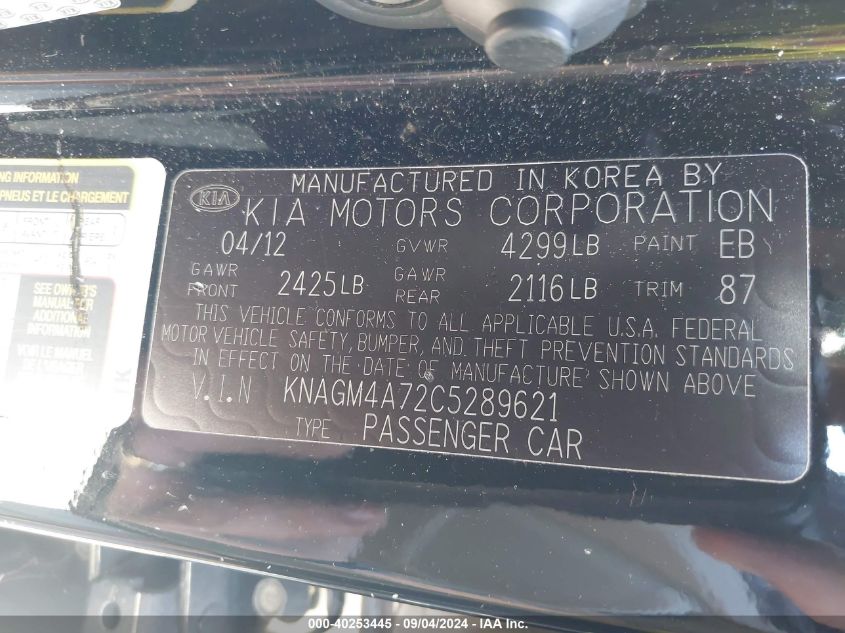 NG INFORMATION
PNEUS ET LE CHARGEMENT
SEE OWNER'S
MANUAL FOR
ADDITIONAL
INFORMATION
VOIR LE MANUEL
MANUFACTURED IN KOREA BY
KIA KIA MOTORS CORPORATION
04/12 GVWR 4299LB PAINT EB
GAWR FRONT 2425LB GAWR REAR 2116LB TRIM 87
THIS VEHICLE CONFORMS TO ALL APPLICABLE U.S.A. FEDERAL
MOTOR VEHICLE SAFETY, BUMPER, AND THEFT PREVENTION STANDARDS
IN EFFECT ON THE DATE OF MANUFACTURE SHOWN ABOVE
V.I.N KNAGM4A72C5289621
TYPE PASSENGER CAR
000-40253445 - 09/04/2024 - © IAA, Inc.